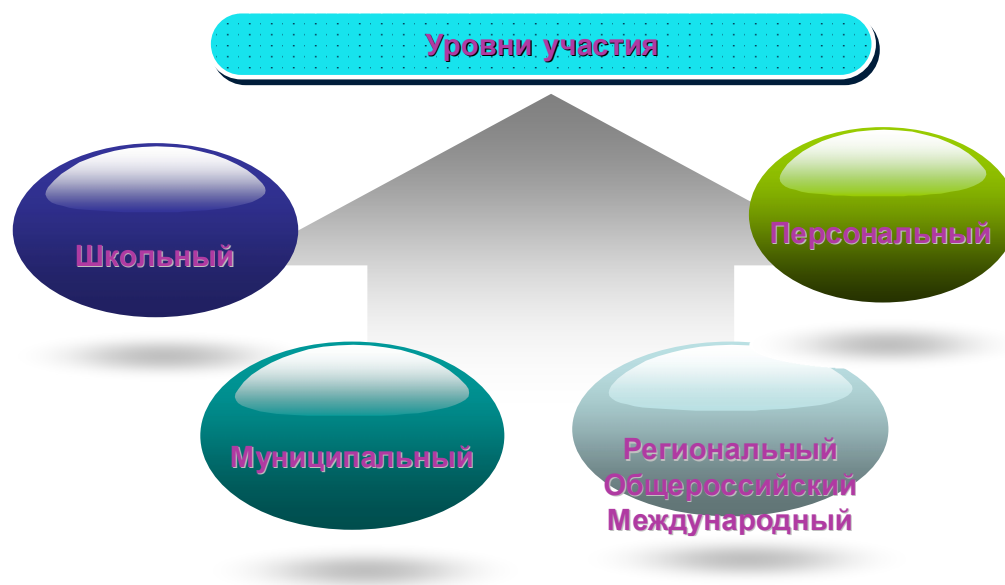 Уровни участия
Школьный
Персональный
Муниципальный
Региональный
Общероссийский
Международный